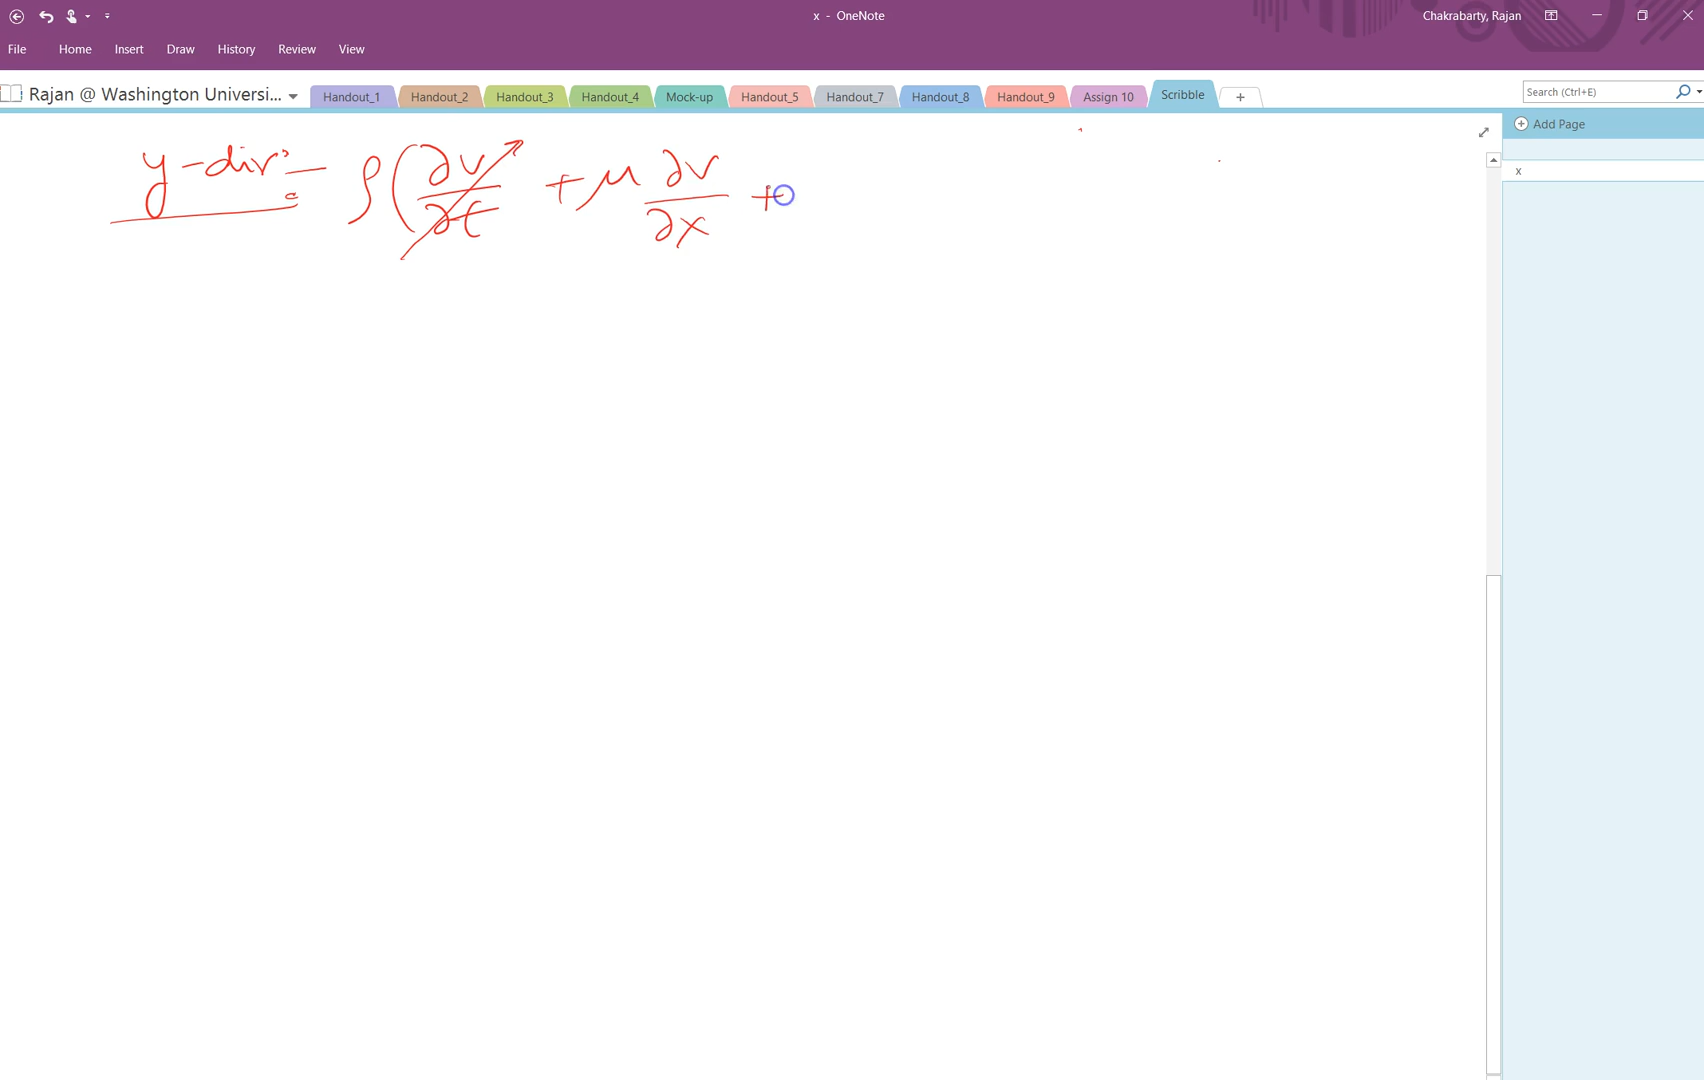 x - OneNote
Chakrabarty, Rajan
File Home Insert Draw History Review View
Rajan @ Washington Universi...
Handout_1 Handout_2 Handout_3 Handout_4 Mock-up Handout_5 Handout_7 Handout_8 Handout_9 Assign 10 Scribble +
Search (Ctrl+E)
Add Page
x
y-dir:- ρ(∂v/∂t + μ ∂v/∂x +